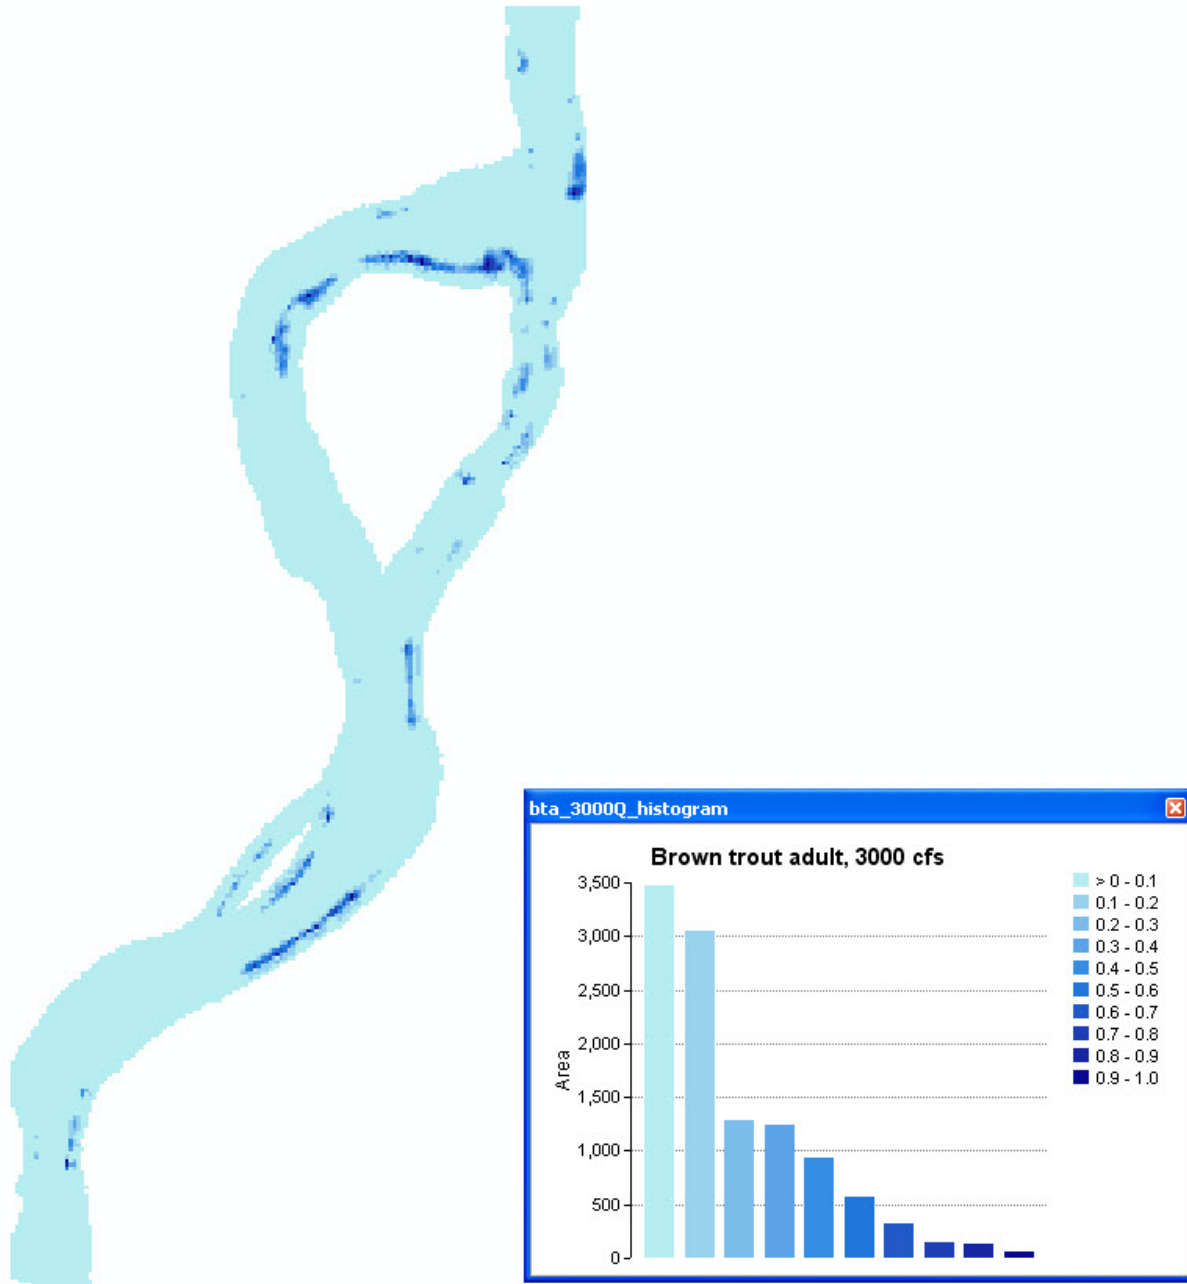 bta_3000Q_histogram
Brown trout adult, 3000 cfs
3,500
3,000
2,500
2,000
1,500
1,000
500
0
Area
> 0 - 0.1
0.1 - 0.2
0.2 - 0.3
0.3 - 0.4
0.4 - 0.5
0.5 - 0.6
0.6 - 0.7
0.7 - 0.8
0.8 - 0.9
0.9 - 1.0